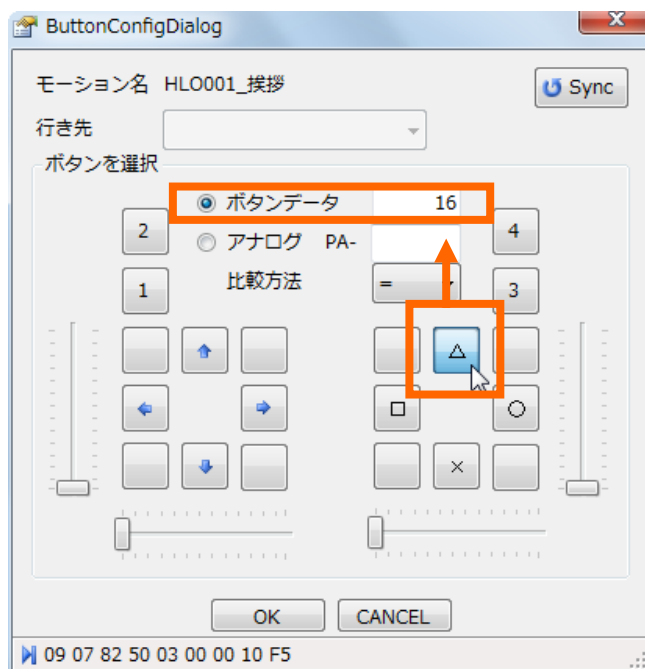 ButtonConfigDialog
モーション名 HLO001_挨拶
Sync
行き先
ボタンを選択
ボタンデータ 16
2
4
アナログ PA-
比較方法 =
1
3
△
□
○
×
OK CANCEL
09 07 82 50 03 00 00 10 F5